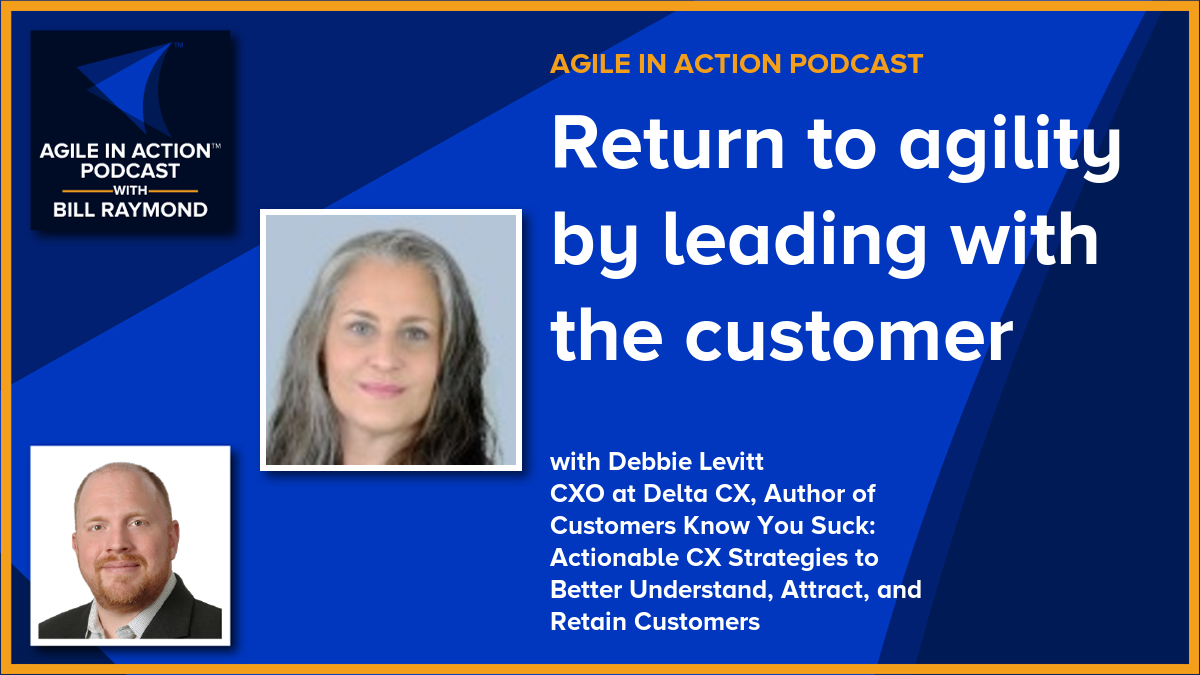 TM
AGILE IN ACTION™
PODCAST
WITH
BILL RAYMOND
AGILE IN ACTION PODCAST
Return to agility
by leading with
the customer
with Debbie Levitt
CXO at Delta CX, Author of
Customers Know You Suck:
Actionable CX Strategies to
Better Understand, Attract, and
Retain Customers